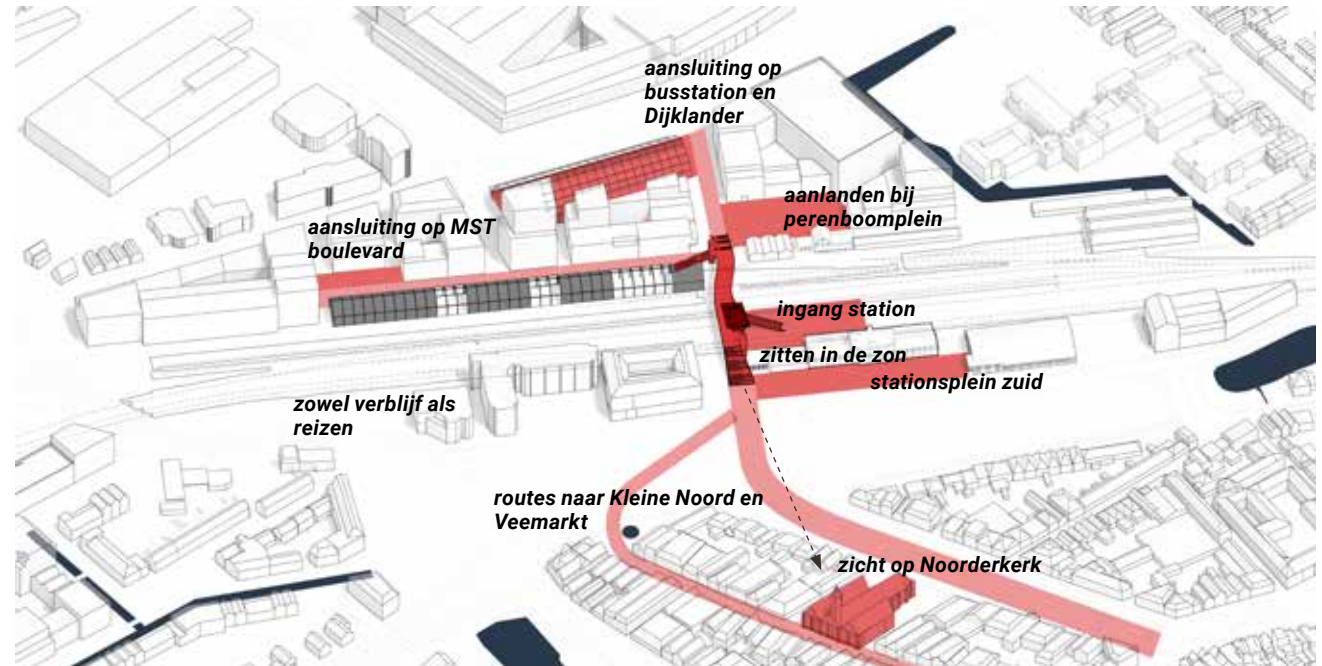 aansluiting op
busstation en
Dijklander
aanlanden bij
perenboomplein
aansluiting op MST
boulevard
ingang station
zitten in de zon
stationsplein zuid
zowel verblijf als
reizen
routes naar Kleine Noord en
Veemarkt
zicht op Noorderkerk